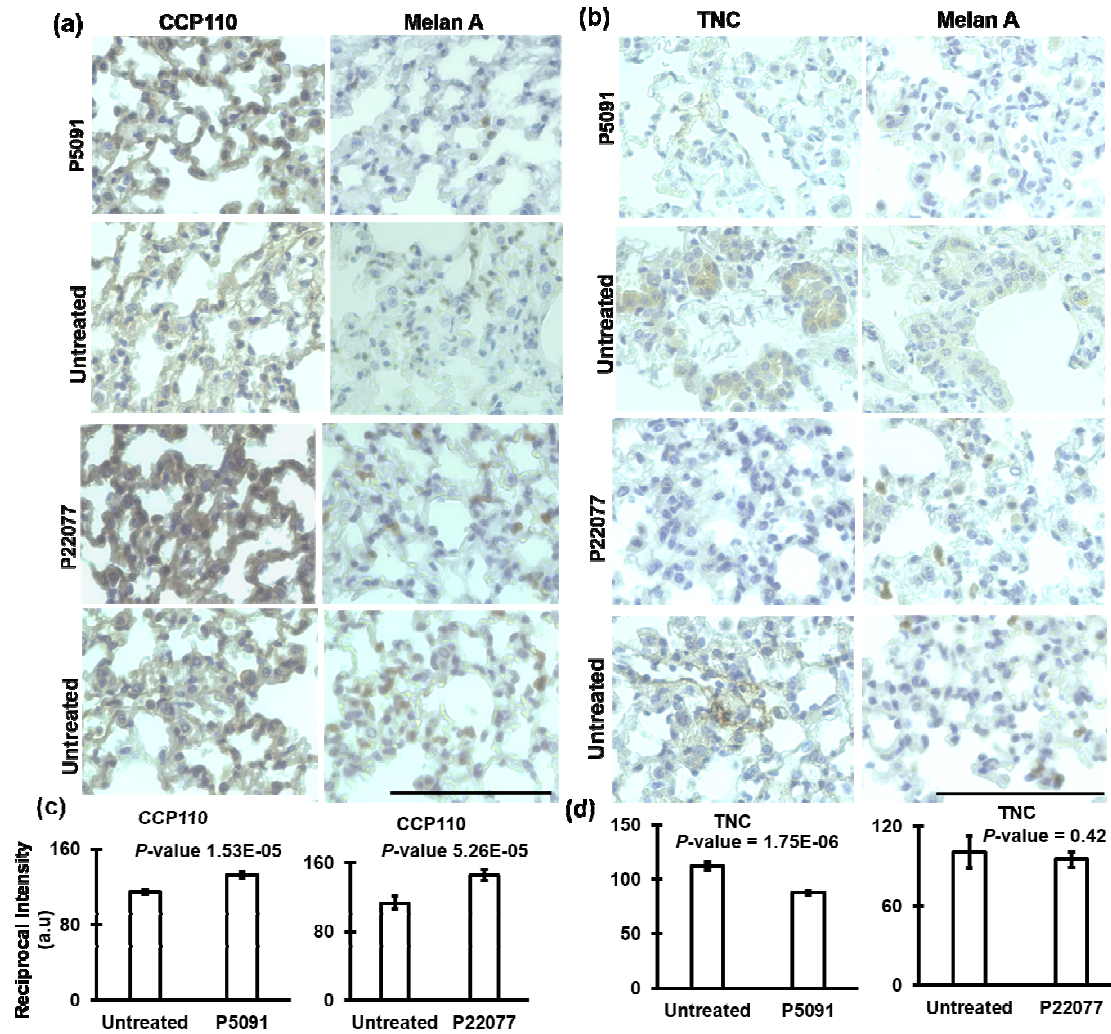 (a) CCP110 Melan A
P5091
Untreated
P22077
Untreated
(b) TNC Melan A
P5091
Untreated
P22077
Untreated
(c)
Reciprocal Intensity
(a.u)
CCP110
P-value 1.53E-05
160
80
0
Untreated P5091
CCP110
P-value 5.26E-05
160
80
0
Untreated P22077
(d)
TNC
P-value = 1.75E-06
150
100
50
0
Untreated P5091
TNC
P-value = 0.42
120
60
0
Untreated P22077